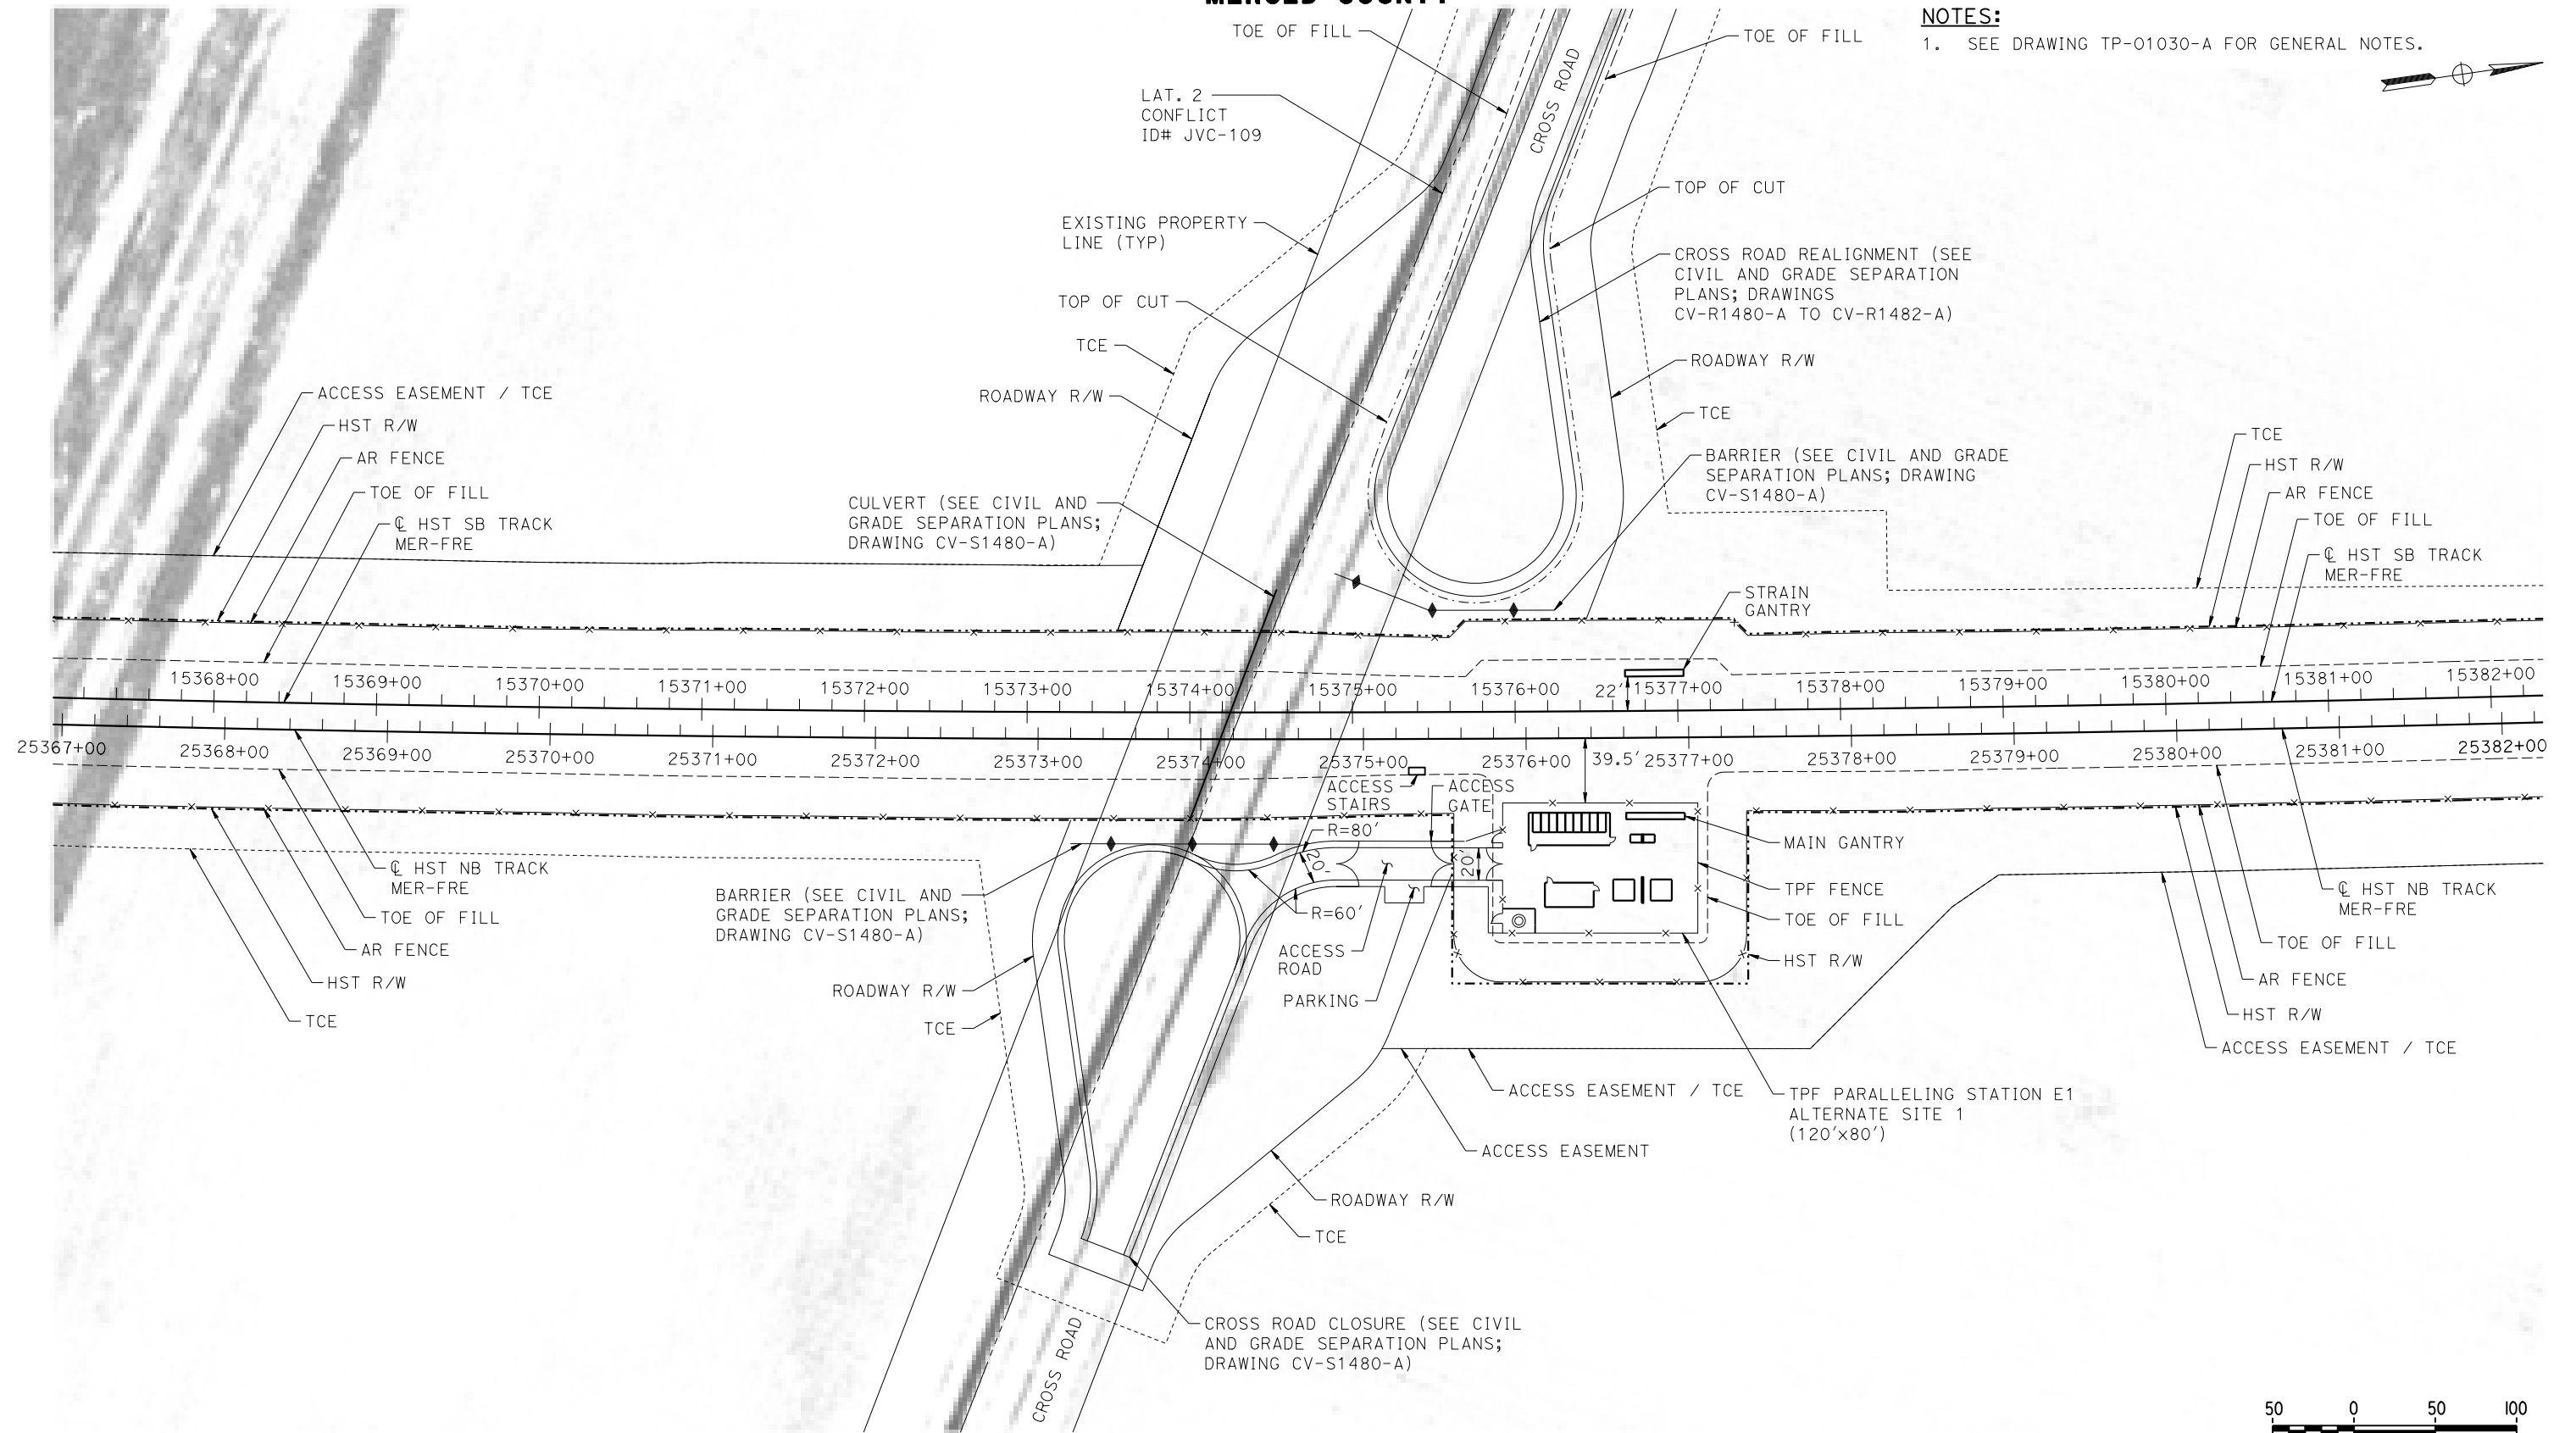 MERCED COUNTY
NOTES:
1. SEE DRAWING TP-01030-A FOR GENERAL NOTES.
TOE OF FILL
TOE OF FILL
CROSS ROAD
LAT. 2
CONFLICT
ID# JVC-109
TOP OF CUT
EXISTING PROPERTY
LINE (TYP)
CROSS ROAD REALIGNMENT (SEE
CIVIL AND GRADE SEPARATION
PLANS; DRAWINGS
CV-R1480-A TO CV-R1482-A)
TOP OF CUT
TCE
ROADWAY R/W
ROADWAY R/W
TCE
ACCESS EASEMENT / TCE
HST R/W
AR FENCE
TOE OF FILL
℄ HST SB TRACK
MER-FRE
CULVERT (SEE CIVIL AND
GRADE SEPARATION PLANS;
DRAWING CV-S1480-A)
BARRIER (SEE CIVIL AND GRADE
SEPARATION PLANS; DRAWING
CV-S1480-A)
TCE
HST R/W
AR FENCE
TOE OF FILL
℄ HST SB TRACK
MER-FRE
STRAIN
GANTRY
15368+00 15369+00 15370+00 15371+00 15372+00 15373+00 15374+00 15375+00 15376+00 22' 15377+00 15378+00 15379+00 15380+00 15381+00 15382+00
25367+00 25368+00 25369+00 25370+00 25371+00 25372+00 25373+00 25374+00 25375+00 25376+00 39.5' 25377+00 25378+00 25379+00 25380+00 25381+00 25382+00
ACCESS
STAIRS
ACCESS
GATE
R=80'
20'
20'
MAIN GANTRY
TPF FENCE
TOE OF FILL
HST R/W
℄ HST NB TRACK
MER-FRE
TOE OF FILL
AR FENCE
HST R/W
TCE
BARRIER (SEE CIVIL AND
GRADE SEPARATION PLANS;
DRAWING CV-S1480-A)
R=60'
ACCESS
ROAD
PARKING
ROADWAY R/W
TCE
℄ HST NB TRACK
MER-FRE
TOE OF FILL
AR FENCE
HST R/W
ACCESS EASEMENT / TCE
ACCESS EASEMENT / TCE
TPF PARALLELING STATION E1
ALTERNATE SITE 1
(120'x80')
ACCESS EASEMENT
ROADWAY R/W
TCE
CROSS ROAD CLOSURE (SEE CIVIL
AND GRADE SEPARATION PLANS;
DRAWING CV-S1480-A)
CROSS ROAD
50 0 50 100